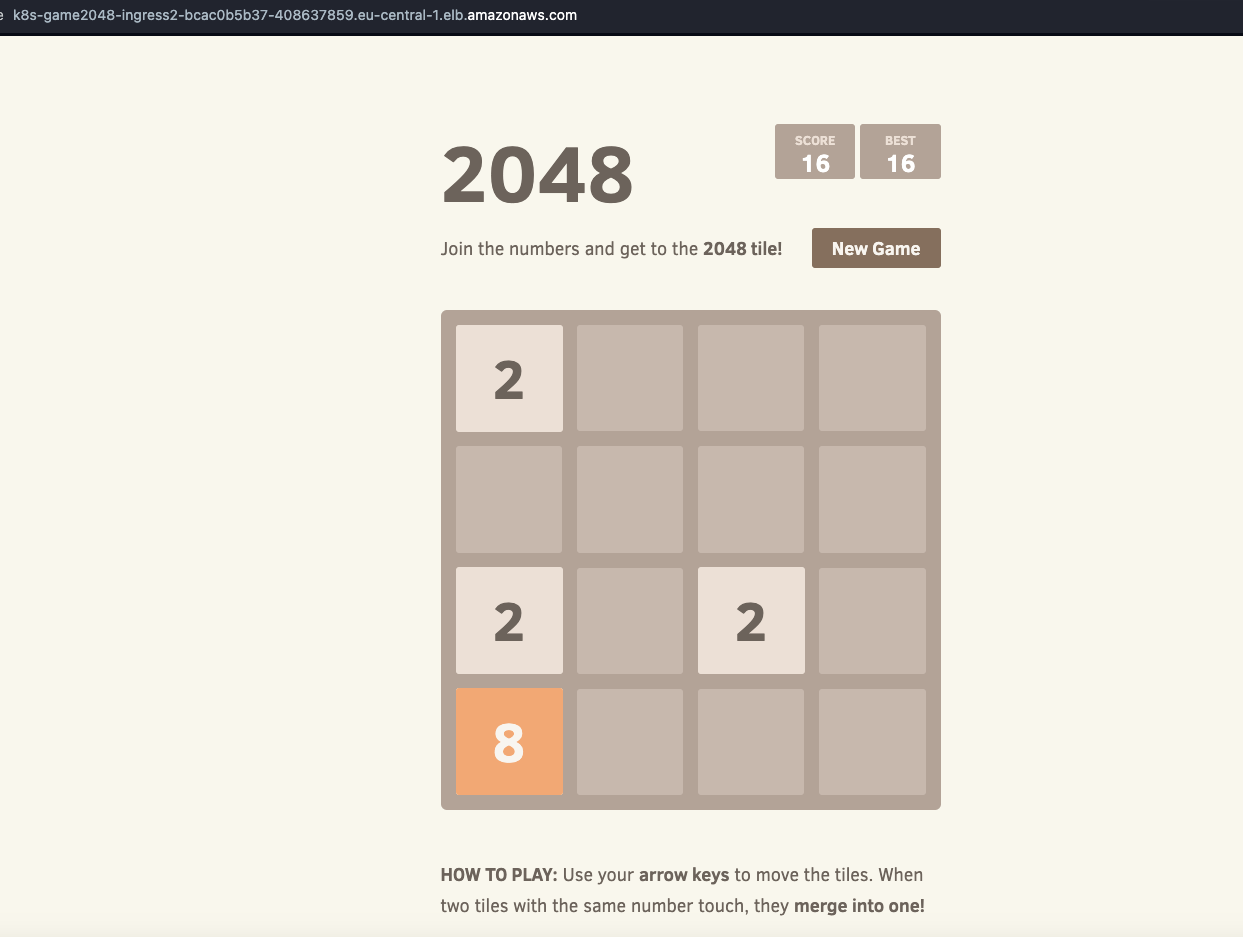 k8s-game2048-ingress2-bcac0b5b37-408637859.eu-central-1.elb.amazonaws.com
2048
SCORE
16
BEST
16
Join the numbers and get to the 2048 tile!
New Game
2
2 2
8
HOW TO PLAY: Use your arrow keys to move the tiles. When
two tiles with the same number touch, they merge into one!